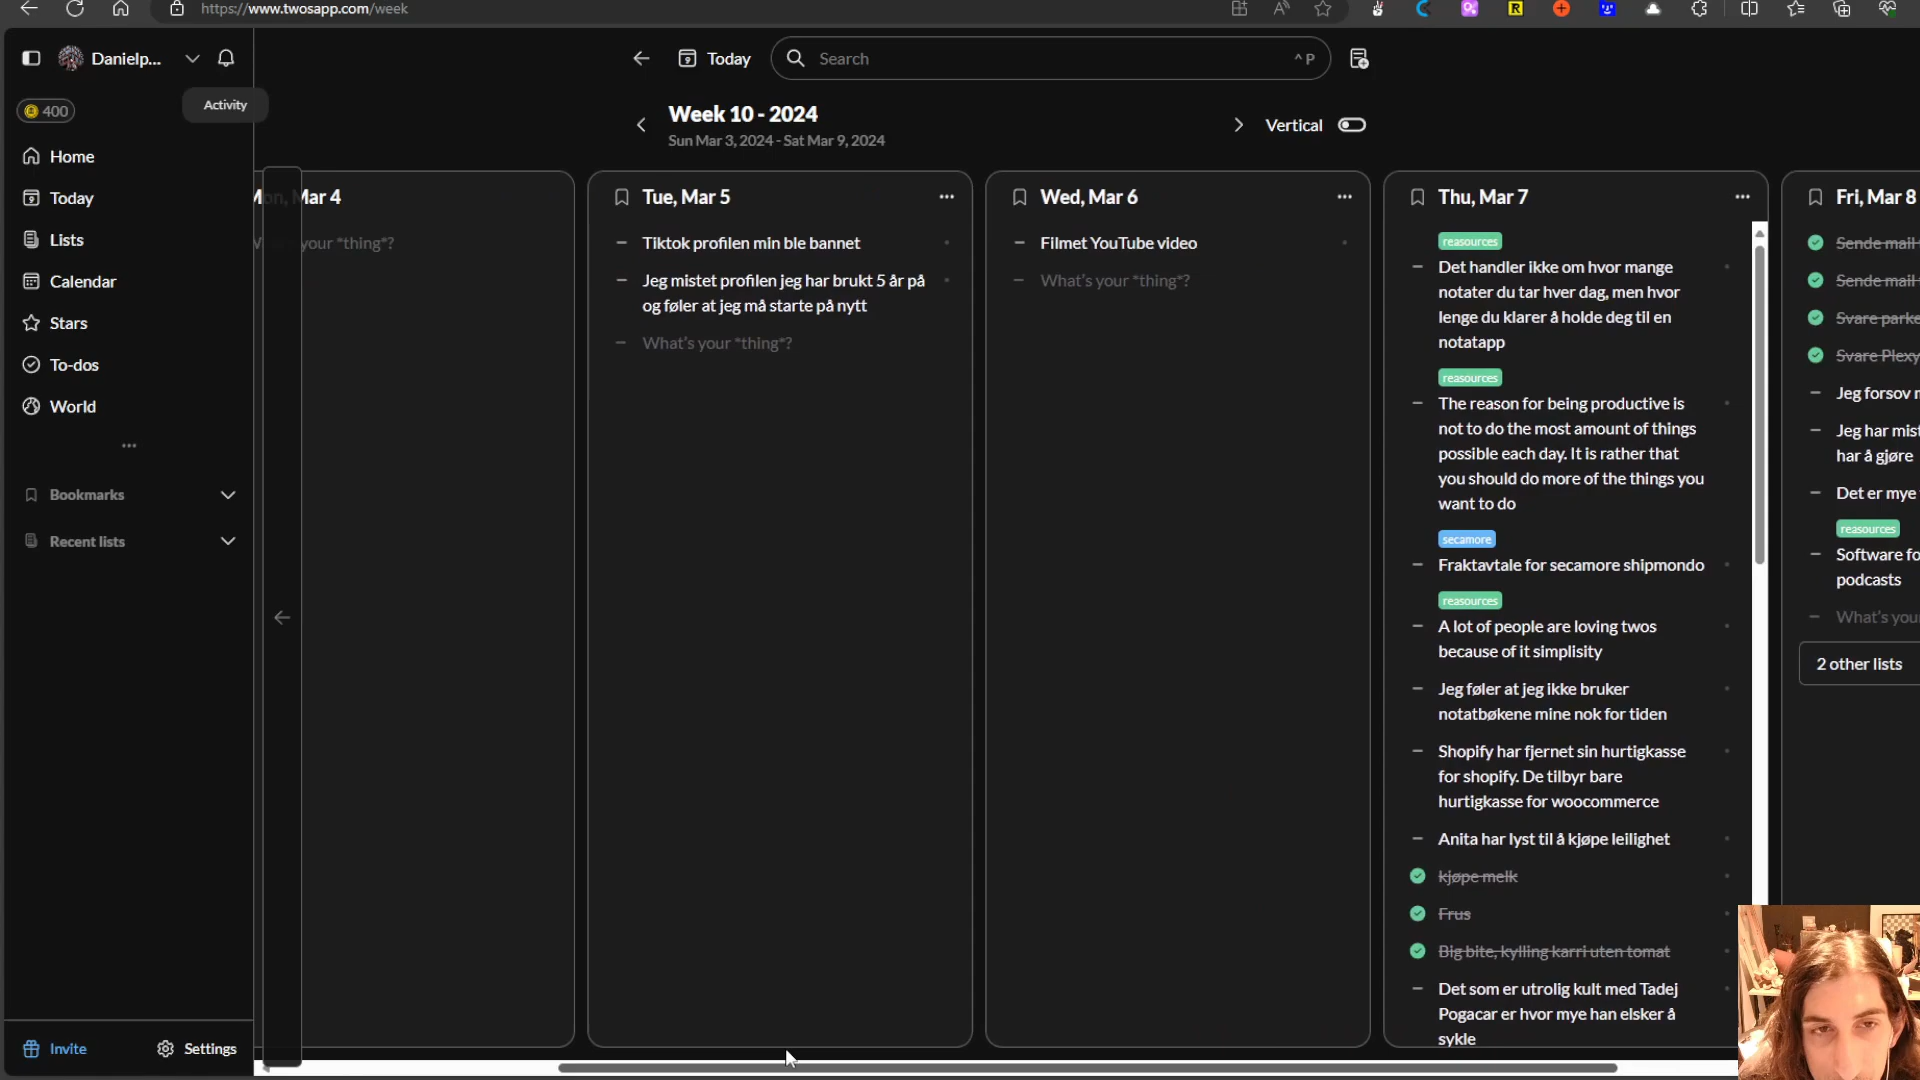 https://www.twosapp.com/week
Danielp...
Today
Search
^ P
400
Activity
Week 10 - 2024
Sun Mar 3, 2024 - Sat Mar 9, 2024
Vertical
Home
Today
Lists
Calendar
Stars
To-dos
World
Bookmarks
Recent lists
Invite
Settings
Mon, Mar 4
What's your *thing*?
Tue, Mar 5
Tiktok profilen min ble bannet
Jeg mistet profilen jeg har brukt 5 år på
og føler at jeg må starte på nytt
What's your *thing*?
Wed, Mar 6
Filmet YouTube video
What's your *thing*?
Thu, Mar 7
reasources
Det handler ikke om hvor mange
notater du tar hver dag, men hvor
lenge du klarer å holde deg til en
notatapp
reasources
The reason for being productive is
not to do the most amount of things
possible each day. It is rather that
you should do more of the things you
want to do
secamore
Fraktavtale for secamore shipmondo
reasources
A lot of people are loving twos
because of it simplisity
Jeg føler at jeg ikke bruker
notatbøkene mine nok for tiden
Shopify har fjernet sin hurtigkasse
for shopify. De tilbyr bare
hurtigkasse for woocommerce
Anita har lyst til å kjøpe leilighet
kjøpe melk
Frus
Big bite, kylling karri uten tomat
Det som er utrolig kult med Tadej
Pogacar er hvor mye han elsker å
sykle
Fri, Mar 8
Sende mail
Sende mail
Svare parke
Svare Plexy
Jeg forsov
Jeg har mist
har å gjøre
Det er mye
reasources
Software fo
podcasts
What's your
2 other lists